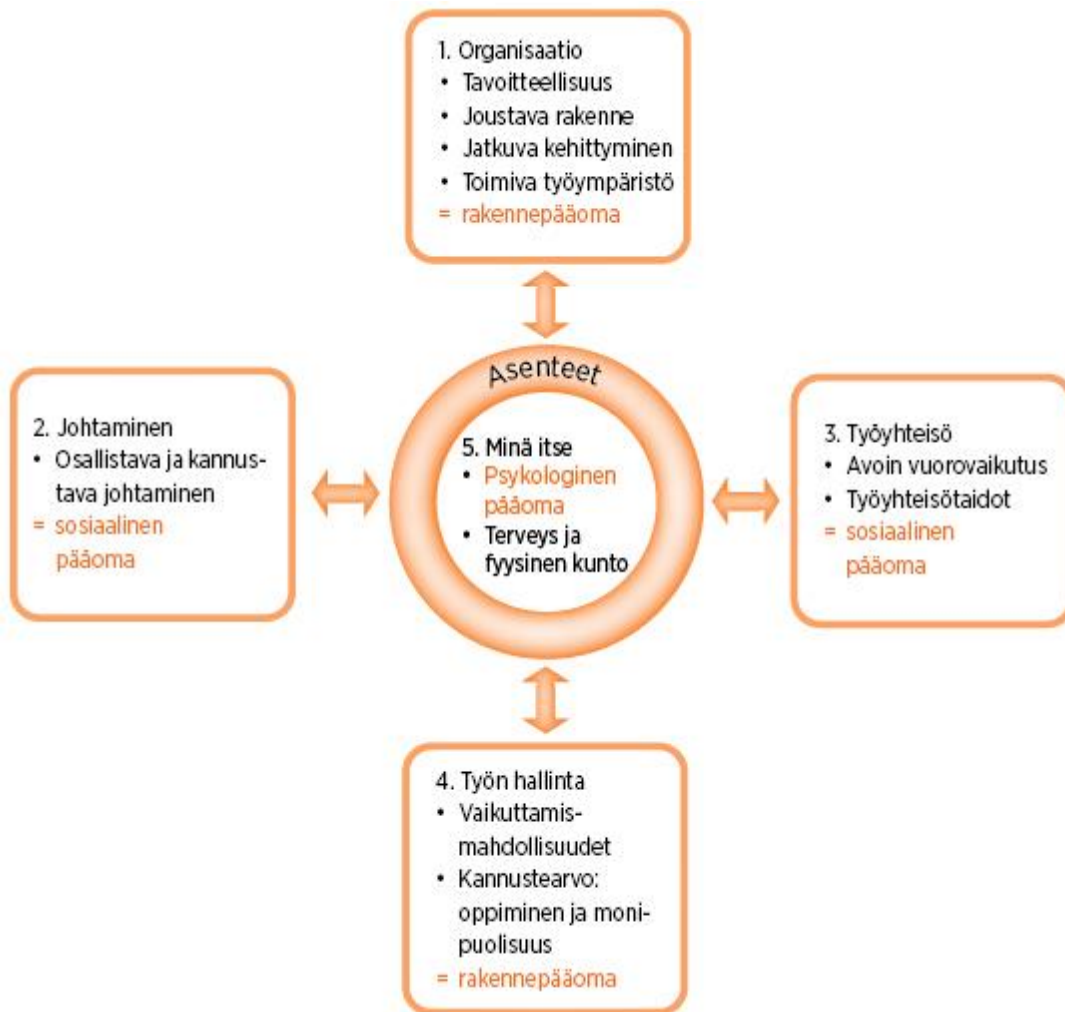 1. Organisaatio
• Tavoitteellisuus
• Joustava rakenne
• Jatkuva kehittyminen
• Toimiva työympäristö
= rakennepääoma
2. Johtaminen
• Osallistava ja kannus-
tava johtaminen
= sosiaalinen
pääoma
Asenteet
5. Minä itse
• Psykologinen
pääoma
• Terveys ja
fyysinen kunto
3. Työyhteisö
• Avoin vuorovaikutus
• Työyhteisötaidot
= sosiaalinen
pääoma
4. Työn hallinta
• Vaikuttamis-
mahdollisuudet
• Kannustearvo:
oppiminen ja moni-
puolisuus
= rakennepääoma